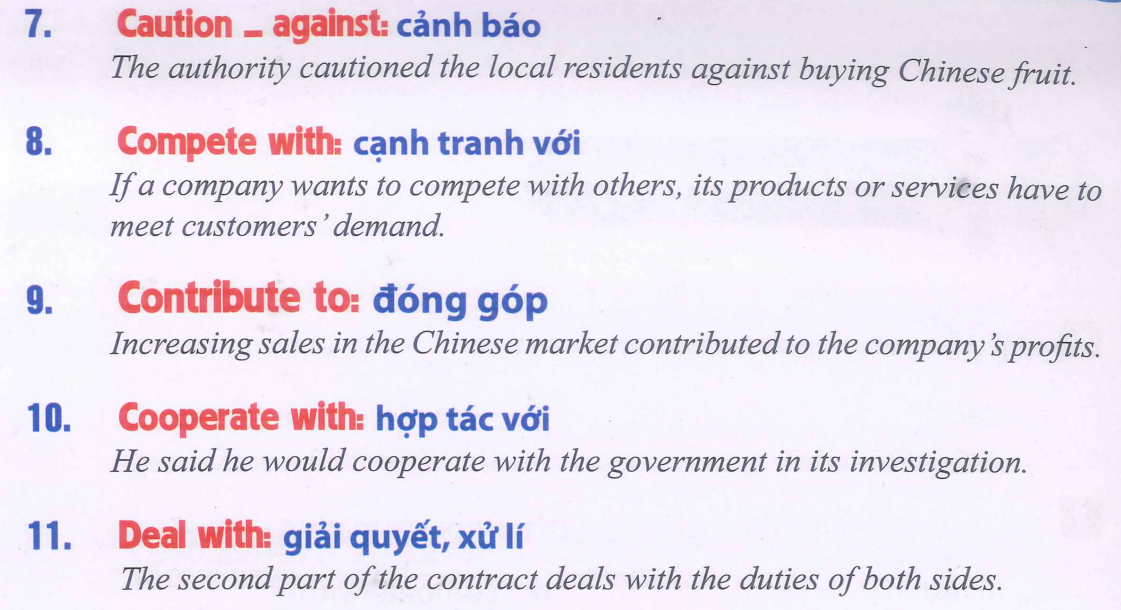 7. Caution _ against: cảnh báo
The authority cautioned the local residents against buying Chinese fruit.
8. Compete with: cạnh tranh với
If a company wants to compete with others, its products or services have to
meet customers' demand.
9. Contribute to: đóng góp
Increasing sales in the Chinese market contributed to the company's profits.
10. Cooperate with: hợp tác với
He said he would cooperate with the government in its investigation.
11. Deal with: giải quyết, xử lí
The second part of the contract deals with the duties of both sides.